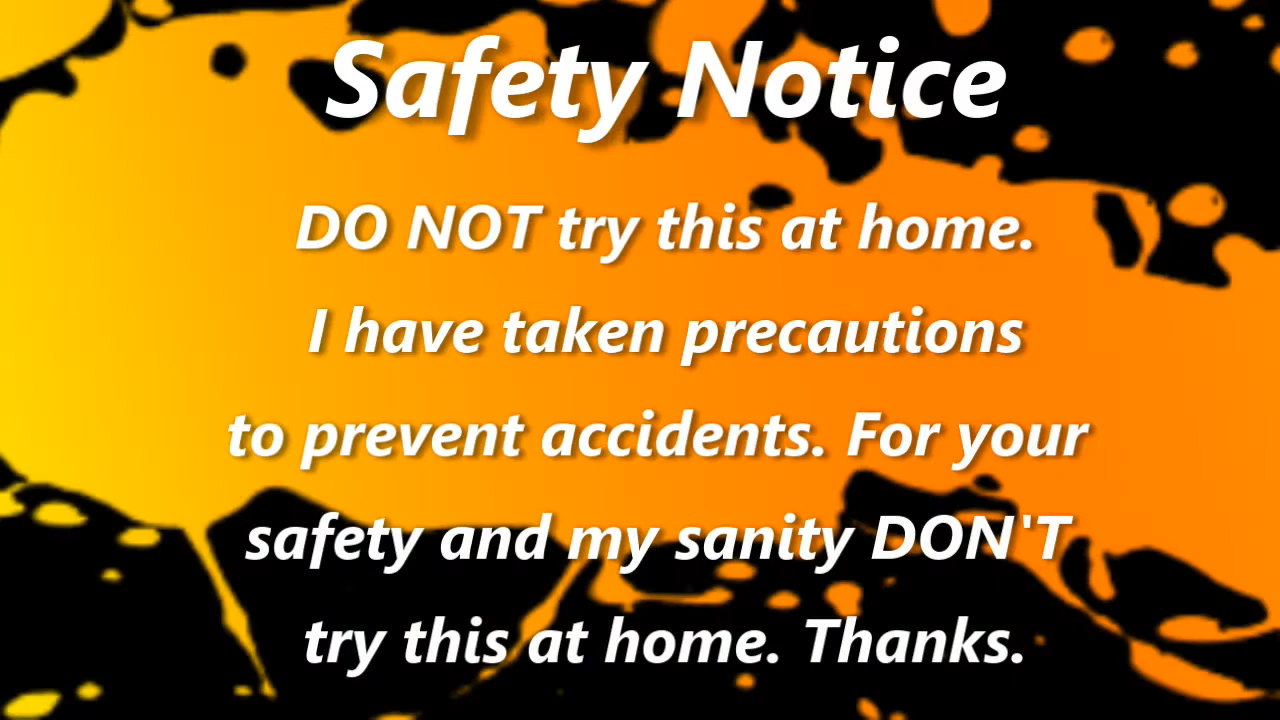 Safety Notice
DO NOT try this at home.
I have taken precautions
to prevent accidents. For your
safety and my sanity DON'T
try this at home. Thanks.